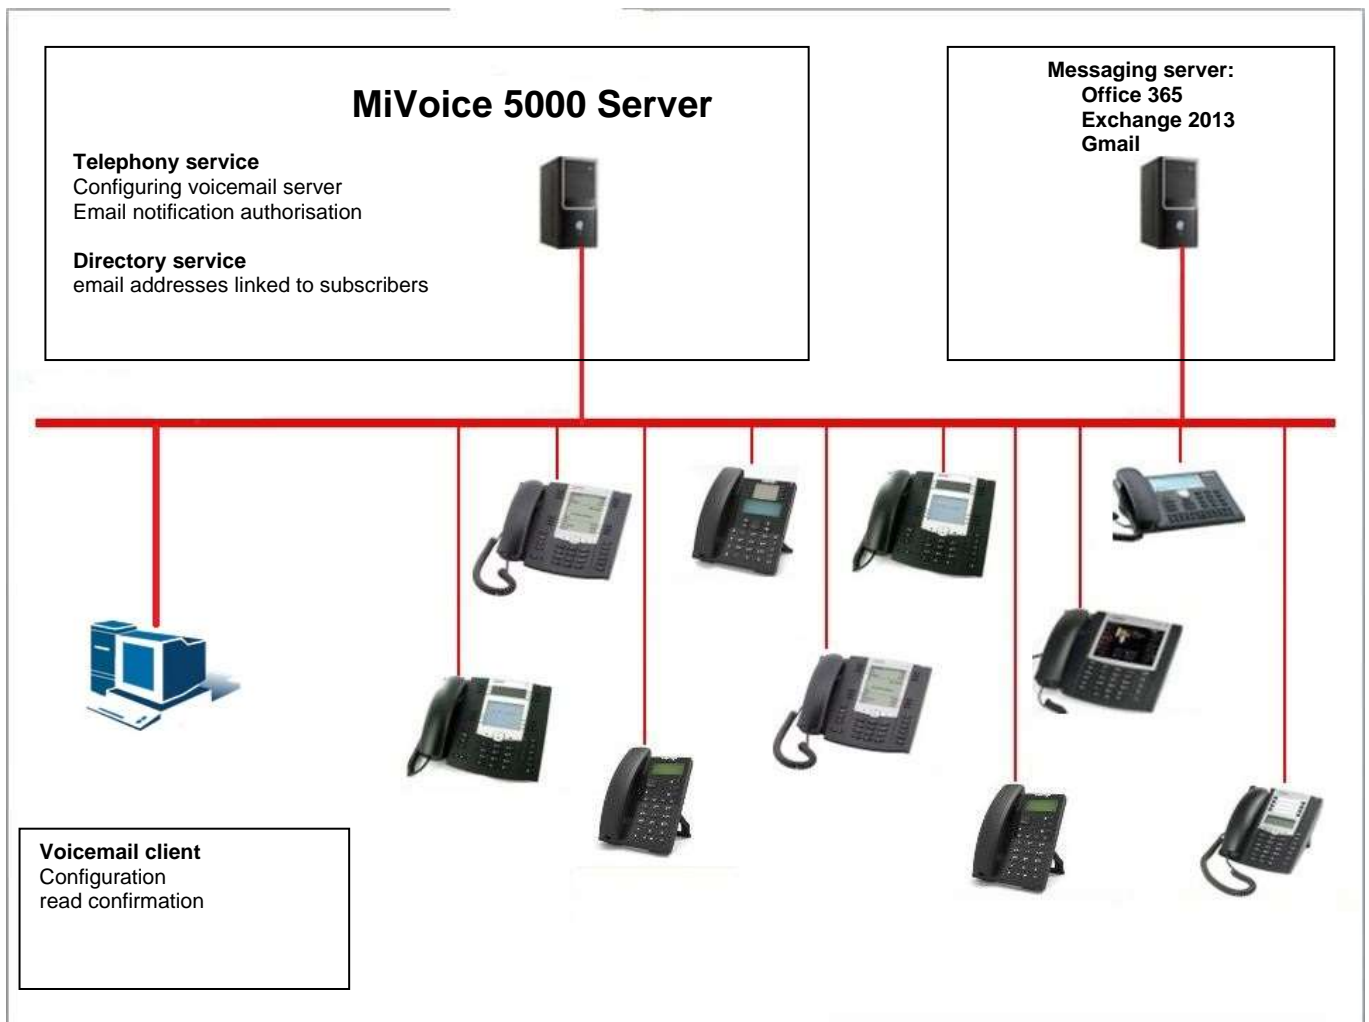 MiVoice 5000 Server
Telephony service
Configuring voicemail server
Email notification authorisation
Directory service
email addresses linked to subscribers
Messaging server:
Office 365
Exchange 2013
Gmail
Voicemail client
Configuration
read confirmation